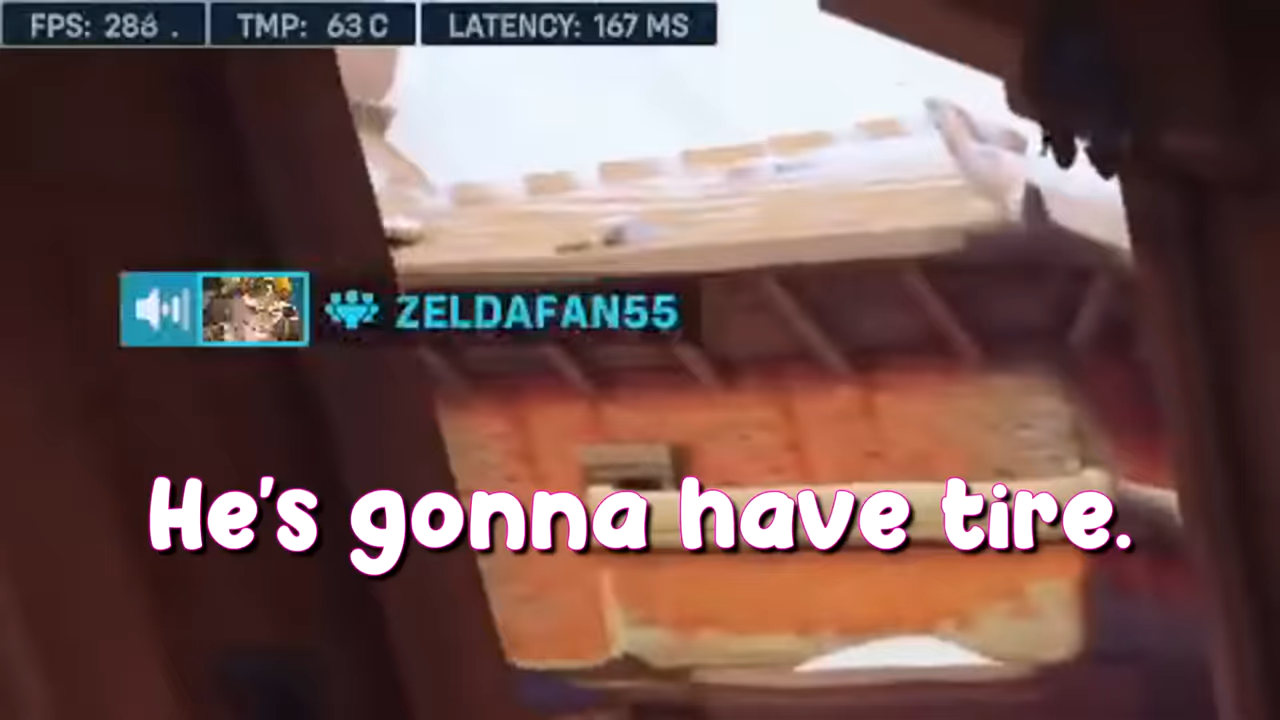 FPS: 286 . TMP: 63 C LATENCY: 167 MS
ZELDAFAN55
He's gonna have tire.